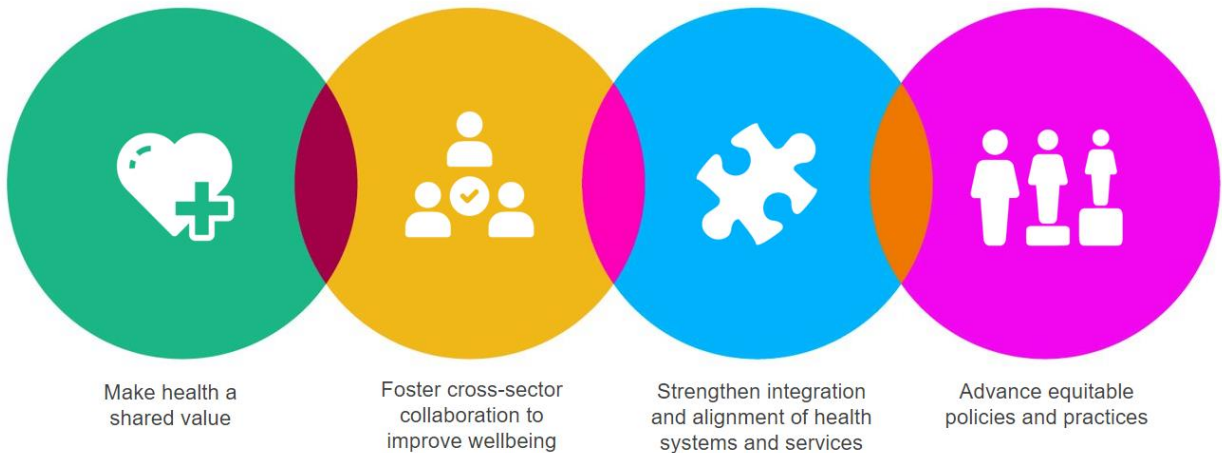 Make health a
shared value
Foster cross-sector
collaboration to
improve wellbeing
Strengthen integration
and alignment of health
systems and services
Advance equitable
policies and practices